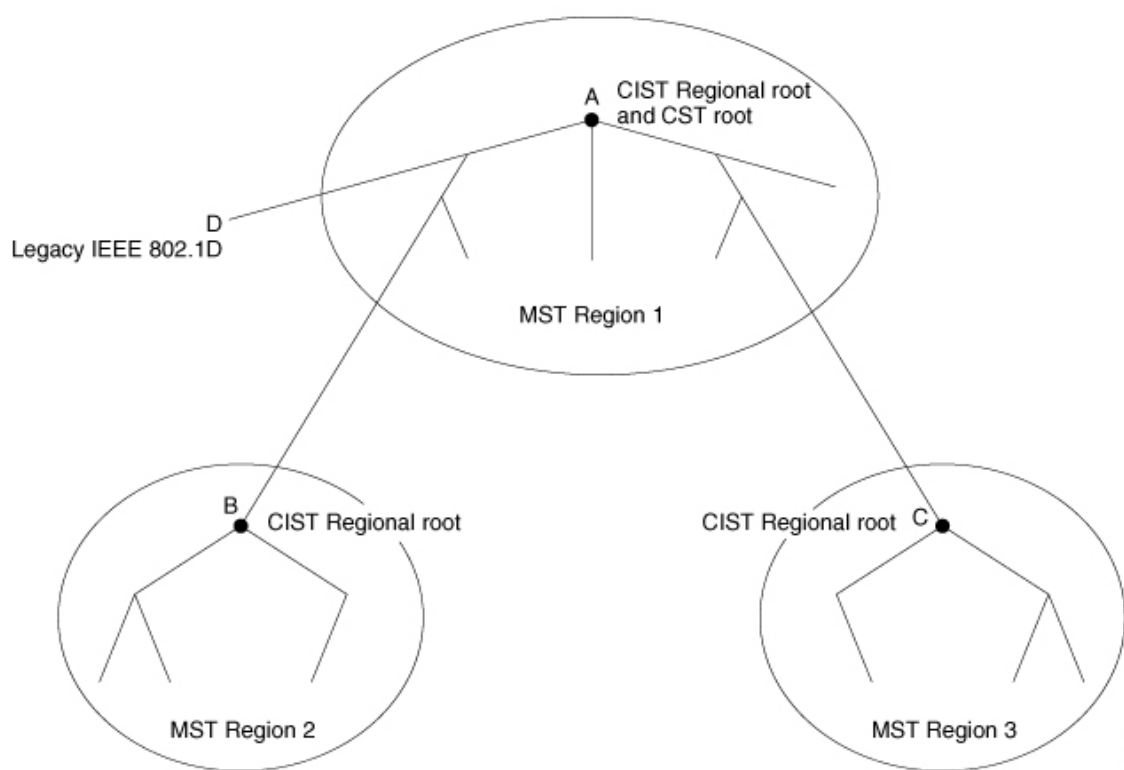 A
CIST Regional root
and CST root
D
Legacy IEEE 802.1D
MST Region 1
B
CIST Regional root
CIST Regional root
C
MST Region 2
MST Region 3